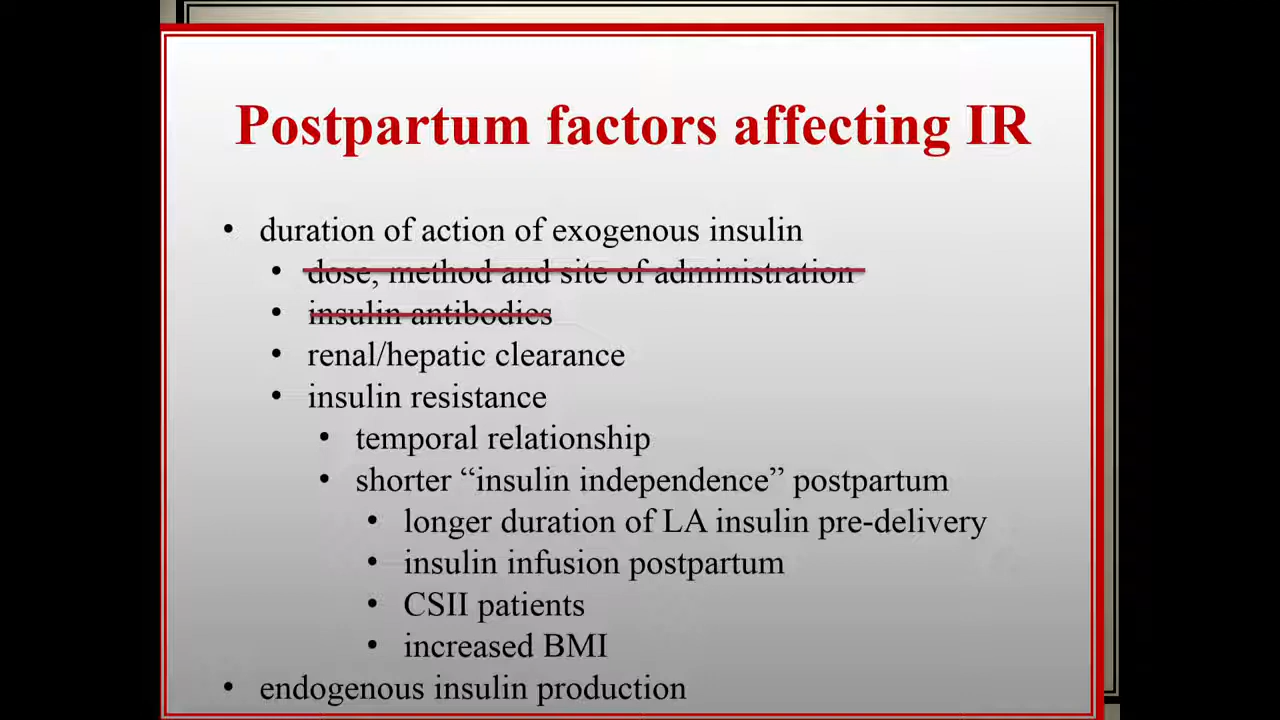 Postpartum factors affecting IR
• duration of action of exogenous insulin
• dose, method and site of administration
• insulin antibodies
• renal/hepatic clearance
• insulin resistance
• temporal relationship
• shorter “insulin independence” postpartum
• longer duration of LA insulin pre-delivery
• insulin infusion postpartum
• CSII patients
• increased BMI
• endogenous insulin production